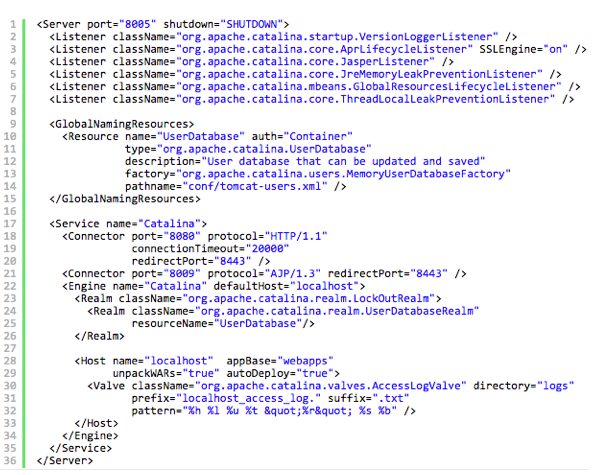 1 <Server port="8005" shutdown="SHUTDOWN">
2 <Listener className="org.apache.catalina.startup.VersionLoggerListener" />
3 <Listener className="org.apache.catalina.core.AprLifecycleListener" SSLEngine="on" />
4 <Listener className="org.apache.catalina.core.JasperListener" />
5 <Listener className="org.apache.catalina.core.JreMemoryLeakPreventionListener" />
6 <Listener className="org.apache.catalina.mbeans.GlobalResourcesLifecycleListener" />
7 <Listener className="org.apache.catalina.core.ThreadLocalLeakPreventionListener" />
8
9 <GlobalNamingResources>
10 <Resource name="UserDatabase" auth="Container"
11 type="org.apache.catalina.UserDatabase"
12 description="User database that can be updated and saved"
13 factory="org.apache.catalina.users.MemoryUserDatabaseFactory"
14 pathname="conf/tomcat-users.xml" />
15 </GlobalNamingResources>
16
17 <Service name="Catalina">
18 <Connector port="8080" protocol="HTTP/1.1"
19 connectionTimeout="20000"
20 redirectPort="8443" />
21 <Connector port="8009" protocol="AJP/1.3" redirectPort="8443" />
22 <Engine name="Catalina" defaultHost="localhost">
23 <Realm className="org.apache.catalina.realm.LockOutRealm">
24 <Realm className="org.apache.catalina.realm.UserDatabaseRealm"
25 resourceName="UserDatabase"/>
26 </Realm>
27
28 <Host name="localhost" appBase="webapps"
29 unpackWARs="true" autoDeploy="true">
30 <Valve className="org.apache.catalina.valves.AccessLogValve" directory="logs"
31 prefix="localhost_access_log." suffix=".txt"
32 pattern="%h %l %u %t &quot;%r&quot; %s %b" />
33 </Host>
34 </Engine>
35 </Service>
36 </Server>